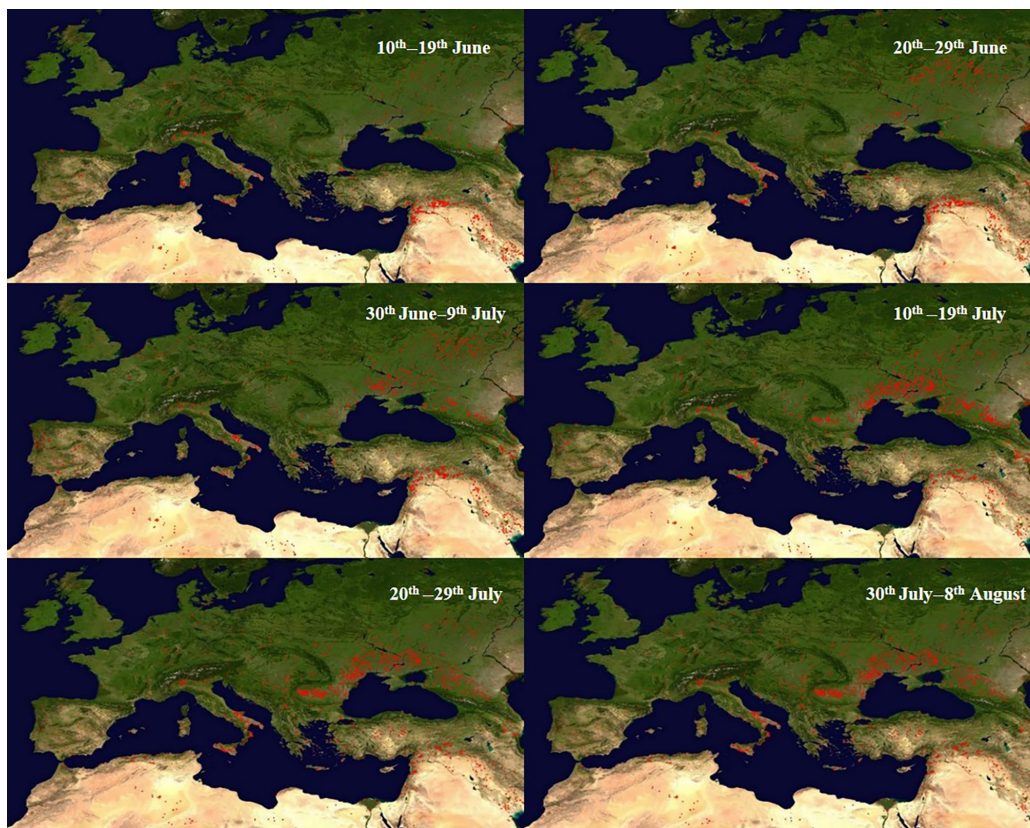 10th–19th June
20th–29th June
30th June–9th July
10th–19th July
20th–29th July
30th July–8th August